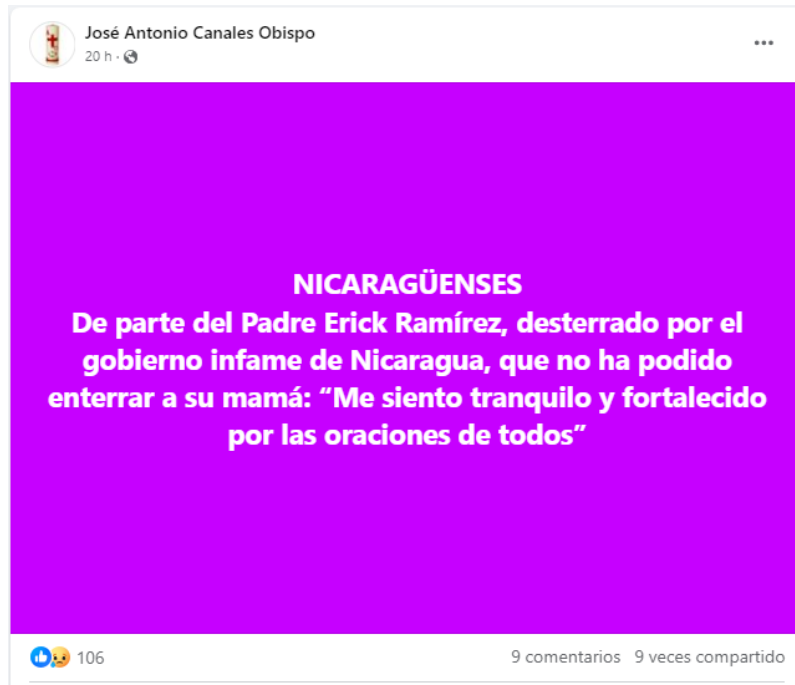 José Antonio Canales Obispo
20 h ·
NICARAGÜENSES
De parte del Padre Erick Ramírez, desterrado por el
gobierno infame de Nicaragua, que no ha podido
enterrar a su mamá: “Me siento tranquilo y fortalecido
por las oraciones de todos”
106
9 comentarios 9 veces compartido